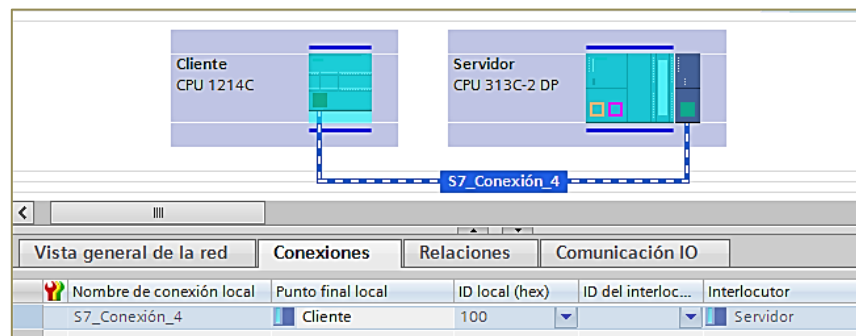 Cliente
CPU 1214C
Servidor
CPU 313C-2 DP
S7_Conexión_4
Vista general de la red
Conexiones
Relaciones
Comunicación IO
Nombre de conexión local
Punto final local
ID local (hex)
ID del interloc...
Interlocutor
S7_Conexión_4
Cliente
100
Servidor